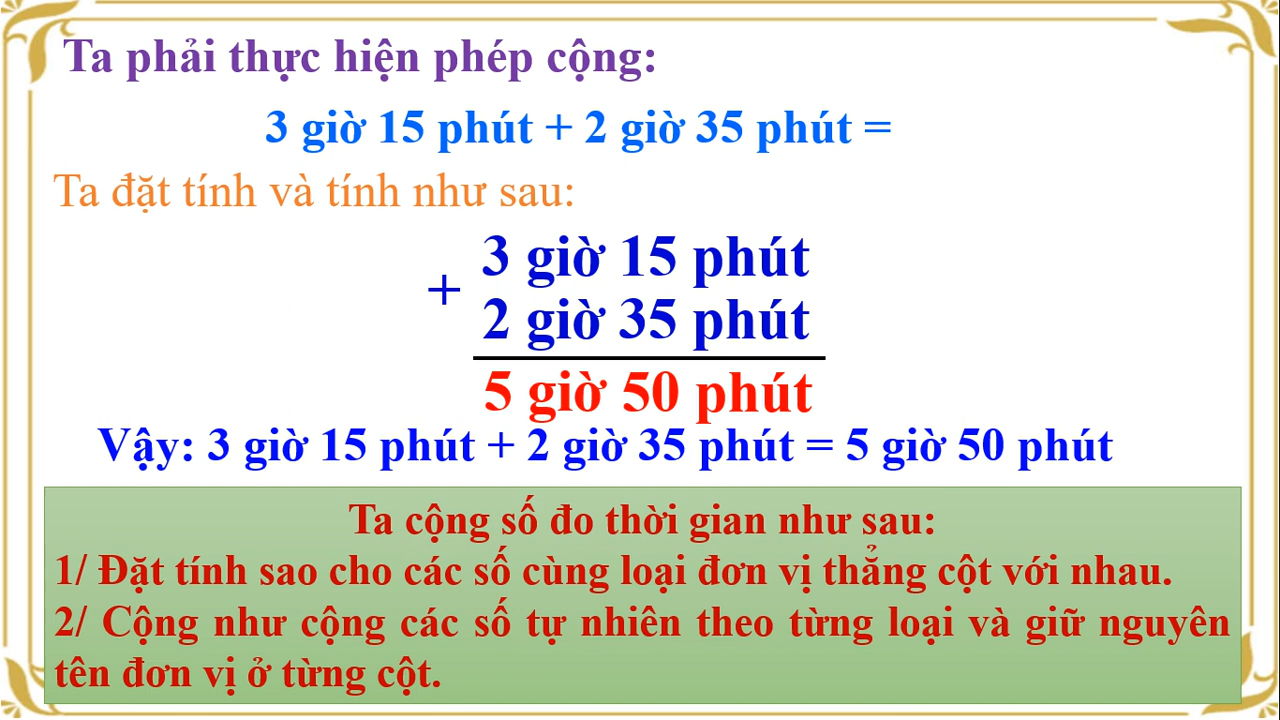 Ta phải thực hiện phép cộng:
3 giờ 15 phút + 2 giờ 35 phút =
Ta đặt tính và tính như sau:
3 giờ 15 phút
+
2 giờ 35 phút
5 giờ 50 phút
Vậy: 3 giờ 15 phút + 2 giờ 35 phút = 5 giờ 50 phút
Ta cộng số đo thời gian như sau:
1/ Đặt tính sao cho các số cùng loại đơn vị thẳng cột với nhau.
2/ Cộng như cộng các số tự nhiên theo từng loại và giữ nguyên
tên đơn vị ở từng cột.